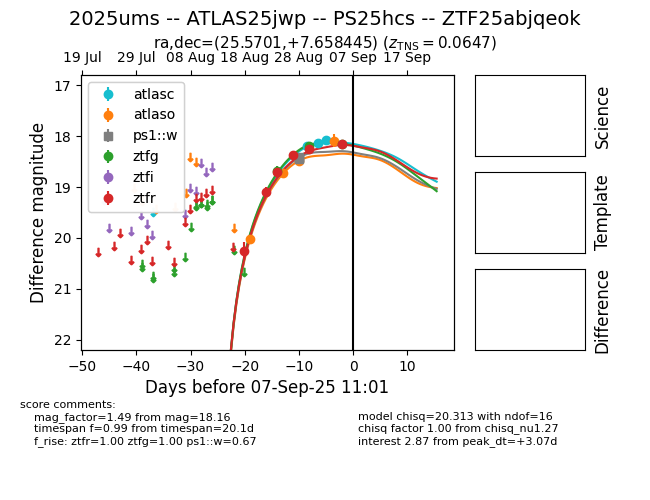 2025ums -- ATLAS25jwp -- PS25hcs -- ZTF25abjqeok
ra,dec=(25.5701,+7.658445) (zTNS = 0.0647)
19 Jul 29 Jul 08 Aug 18 Aug 28 Aug 07 Sep 17 Sep
17
18
19
20
21
22
Difference magnitude
atlasc
atlaso
ps1::w
ztfg
ztfi
ztfr
−50 −40 −30 −20 −10 0 10
Days before 07-Sep-25 11:01
Science
Template
Difference
score comments:
mag_factor=1.49 from mag=18.16
timespan f=0.99 from timespan=20.1d
f_rise: ztfr=1.00 ztfg=1.00 ps1::w=0.67
model chisq=20.313 with ndof=16
chisq factor 1.00 from chisq_nu1.27
interest 2.87 from peak_dt=+3.07d